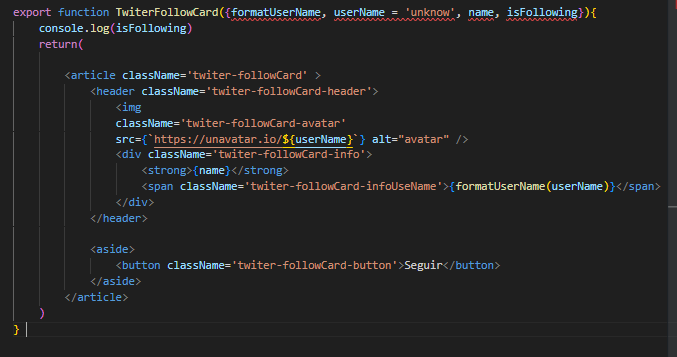 export function TwiterFollowCard({formatUserName, userName = 'unknow', name, isFollowing}){
    console.log(isFollowing)
    return(

        <article className='twiter-followCard' >
            <header className='twiter-followCard-header'>
                <img
                className='twiter-followCard-avatar'
                src={`https://unavatar.io/${userName}`} alt="avatar" />
                <div className='twiter-followCard-info'>
                    <strong>{name}</strong>
                    <span className='twiter-followCard-infoUseName'>{formatUserName(userName)}</span>
                </div>
            </header>

            <aside>
                <button className='twiter-followCard-button'>Seguir</button>
            </aside>
        </article>
    )
}